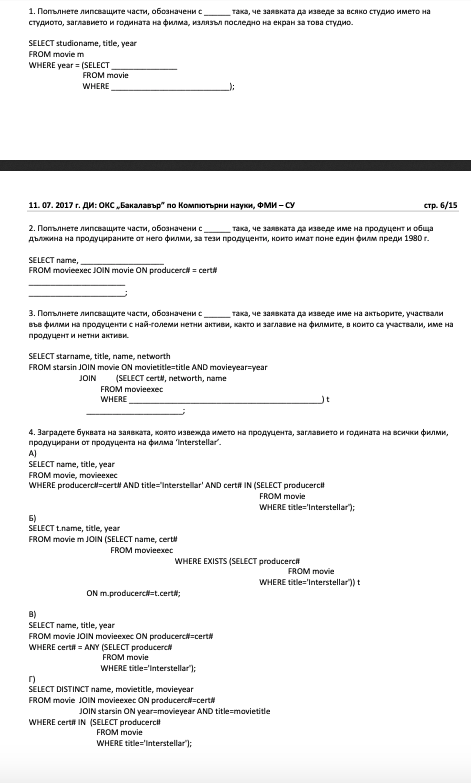 1. Попълнете липсващите части, обозначени с ______ така, че заявката да изведе за всяко студио името на
студиото, заглавието и годината на филма, излязъл последно на екран за това студио.
SELECT studioname, title, year
FROM movie m
WHERE year = (SELECT ________________
FROM movie
WHERE ____________________________);
11. 07. 2017 г. ДИ: ОКС „Бакалавър" по Компютърни науки, ФМИ – СУ стр. 6/15
2. Попълнете липсващите части, обозначени с ______ така, че заявката да изведе име на продуцент и обща
дължина на продуцираните от него филми, за тези продуценти, които имат поне един филм преди 1980 г.
SELECT name, ____________________
FROM movieexec JOIN movie ON producerc# = cert#
_______________________
_______________________;
3. Попълнете липсващите части, обозначени с ______ така, че заявката да изведе име на актьорите, участвали
във филми на продуценти с най-големи нетни активи, както и заглавие на филмите, в които са участвали, име на
продуцент и нетни активи.
SELECT starname, title, name, networth
FROM starsin JOIN movie ON movietitle=title AND movieyear=year
JOIN (SELECT cert#, networth, name
FROM movieexec
WHERE ______________________________________________) t
_______________________;
4. Заградете буквата на заявката, която извежда името на продуцента, заглавието и годината на всички филми,
продуцирани от продуцента на филма ‘Interstellar’.
А)
SELECT name, title, year
FROM movie, movieexec
WHERE producerc#=cert# AND title='Interstellar' AND cert# IN (SELECT producerc#
FROM movie
WHERE title='Interstellar');
Б)
SELECT t.name, title, year
FROM movie m JOIN (SELECT name, cert#
FROM movieexec
WHERE EXISTS (SELECT producerc#
FROM movie
WHERE title='Interstellar')) t
ON m.producerc#=t.cert#;
В)
SELECT name, title, year
FROM movie JOIN movieexec ON producerc#=cert#
WHERE cert# = ANY (SELECT producerc#
FROM movie
WHERE title='Interstellar');
Г)
SELECT DISTINCT name, movietitle, movieyear
FROM movie JOIN movieexec ON producerc#=cert#
JOIN starsin ON year=movieyear AND title=movietitle
WHERE cert# IN (SELECT producerc#
FROM movie
WHERE title='Interstellar');